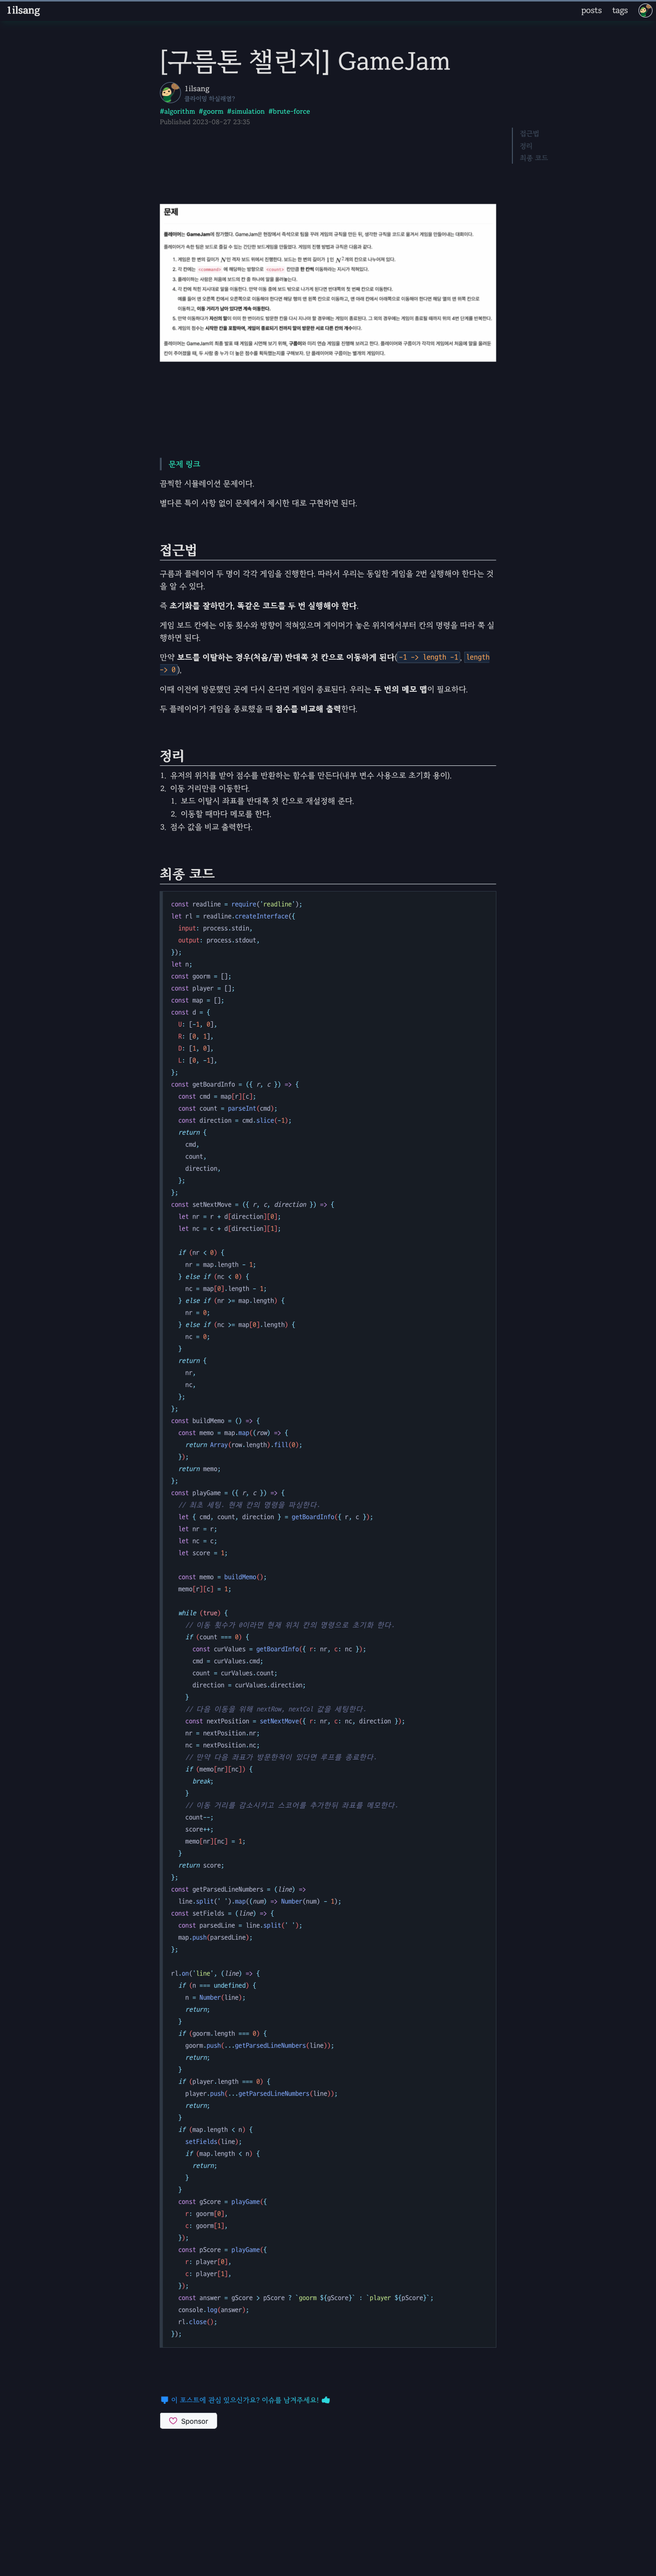 1ilsang
posts
tags
[구름톤 챌린지] GameJam
1ilsang
클라이밍 하실래염?
#algorithm #goorm #simulation #brute-force
Published 2023-08-27 23:35
접근법
정리
최종 코드
문제
문제 링크
끔찍한 시뮬레이션 문제이다.
별다른 특이 사항 없이 문제에서 제시한 대로 구현하면 된다.
접근법
구름과 플레이어 두 명이 각각 게임을 진행한다. 따라서 우리는 동일한 게임을 2번 실행해야 한다는 것
을 알 수 있다.
즉 초기화를 잘하던가, 똑같은 코드를 두 번 실행해야 한다.
게임 보드 칸에는 이동 횟수와 방향이 적혀있으며 게이머가 놓은 위치에서부터 칸의 명령을 따라 쭉 실
행하면 된다.
만약 보드를 이탈하는 경우(처음/끝) 반대쪽 첫 칸으로 이동하게 된다(-1 -> length -1, length
-> 0).
이때 이전에 방문했던 곳에 다시 온다면 게임이 종료된다. 우리는 두 번의 메모 맵이 필요하다.
두 플레이어가 게임을 종료했을 때 점수를 비교해 출력한다.
정리
1. 유저의 위치를 받아 점수를 반환하는 함수를 만든다(내부 변수 사용으로 초기화 용이).
2. 이동 거리만큼 이동한다.
1. 보드 이탈시 좌표를 반대쪽 첫 칸으로 재설정해 준다.
2. 이동할 때마다 메모를 한다.
3. 점수 값을 비교 출력한다.
최종 코드
const readline = require('readline');
let rl = readline.createInterface({
  input: process.stdin,
  output: process.stdout,
});
let n;
const goorm = [];
const player = [];
const map = [];
const d = {
  U: [-1, 0],
  R: [0, 1],
  D: [1, 0],
  L: [0, -1],
};
const getBoardInfo = ({ r, c }) => {
  const cmd = map[r][c];
  const count = parseInt(cmd);
  const direction = cmd.slice(-1);
  return {
    cmd,
    count,
    direction,
  };
};
const setNextMove = ({ r, c, direction }) => {
  let nr = r + d[direction][0];
  let nc = c + d[direction][1];
  if (nr < 0) {
    nr = map.length - 1;
  } else if (nc < 0) {
    nc = map[0].length - 1;
  } else if (nr >= map.length) {
    nr = 0;
  } else if (nc >= map[0].length) {
    nc = 0;
  }
  return {
    nr,
    nc,
  };
};
const buildMemo = () => {
  const memo = map.map((row) => {
    return Array(row.length).fill(0);
  });
  return memo;
};
const playGame = ({ r, c }) => {
  // 최초 세팅. 현재 칸의 명령을 파싱한다.
  let { cmd, count, direction } = getBoardInfo({ r, c });
  let nr = r;
  let nc = c;
  let score = 1;
  const memo = buildMemo();
  memo[r][c] = 1;
  while (true) {
    // 이동 횟수가 0이라면 현재 위치 칸의 명령으로 초기화 한다.
    if (count === 0) {
      const curValues = getBoardInfo({ r: nr, c: nc });
      cmd = curValues.cmd;
      count = curValues.count;
      direction = curValues.direction;
    }
    // 다음 이동을 위해 nextRow, nextCol 값을 세팅한다.
    const nextPosition = setNextMove({ r: nr, c: nc, direction });
    nr = nextPosition.nr;
    nc = nextPosition.nc;
    // 만약 다음 좌표가 방문한적이 있다면 루프를 종료한다.
    if (memo[nr][nc]) {
      break;
    }
    // 이동 거리를 감소시키고 스코어를 추가한뒤 좌표를 메모한다.
    count--;
    score++;
    memo[nr][nc] = 1;
  }
  return score;
};
const getParsedLineNumbers = (line) =>
  line.split(' ').map((num) => Number(num) - 1);
const setFields = (line) => {
  const parsedLine = line.split(' ');
  map.push(parsedLine);
};
rl.on('line', (line) => {
  if (n === undefined) {
    n = Number(line);
    return;
  }
  if (goorm.length === 0) {
    goorm.push(...getParsedLineNumbers(line));
    return;
  }
  if (player.length === 0) {
    player.push(...getParsedLineNumbers(line));
    return;
  }
  if (map.length < n) {
    setFields(line);
    if (map.length < n) {
      return;
    }
  }
  const gScore = playGame({
    r: goorm[0],
    c: goorm[1],
  });
  const pScore = playGame({
    r: player[0],
    c: player[1],
  });
  const answer = gScore > pScore ? `goorm ${gScore}` : `player ${pScore}`;
  console.log(answer);
  rl.close();
});
이 포스트에 관심 있으신가요? 이슈를 남겨주세요!
Sponsor